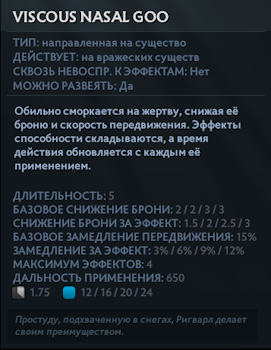 VISCOUS NASAL GOO
ТИП: направленная на существо
ДЕЙСТВУЕТ: на вражеских существ
СКВОЗЬ НЕВОСПР. К ЭФФЕКТАМ: Нет
МОЖНО РАЗВЕЯТЬ: Да
Обильно сморкается на жертву, снижая её
броню и скорость передвижения. Эффекты
способности складываются, а время
действия обновляется с каждым её
применением.
ДЛИТЕЛЬНОСТЬ: 5
БАЗОВОЕ СНИЖЕНИЕ БРОНИ: 2 / 2 / 3 / 3
СНИЖЕНИЕ БРОНИ ЗА ЭФФЕКТ: 1.5 / 2 / 2.5 / 3
БАЗОВОЕ ЗАМЕДЛЕНИЕ ПЕРЕДВИЖЕНИЯ: 15%
ЗАМЕДЛЕНИЕ ЗА ЭФФЕКТ: 3% / 6% / 9% / 12%
МАКСИМУМ ЭФФЕКТОВ: 4
ДАЛЬНОСТЬ ПРИМЕНЕНИЯ: 650
1.75 12 / 16 / 20 / 24
Простуду, подхваченную в снегах, Ригварл делает
своим преимуществом.